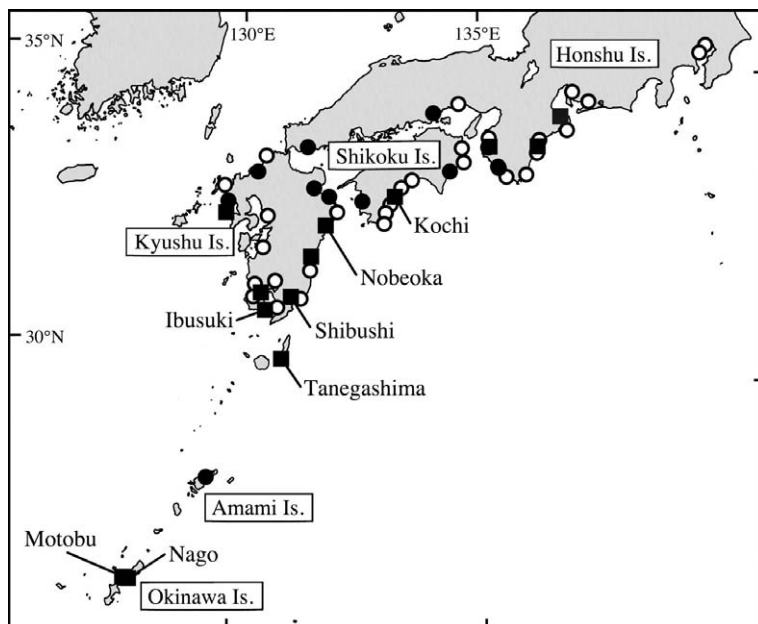 130°E
135°E
35°N
Honshu Is.
Shikoku Is.
Kochi
Kyushu Is.
Nobeoka
Ibusuki
Shibushi
30°N
Tanegashima
Amami Is.
Motobu
Nago
Okinawa Is.